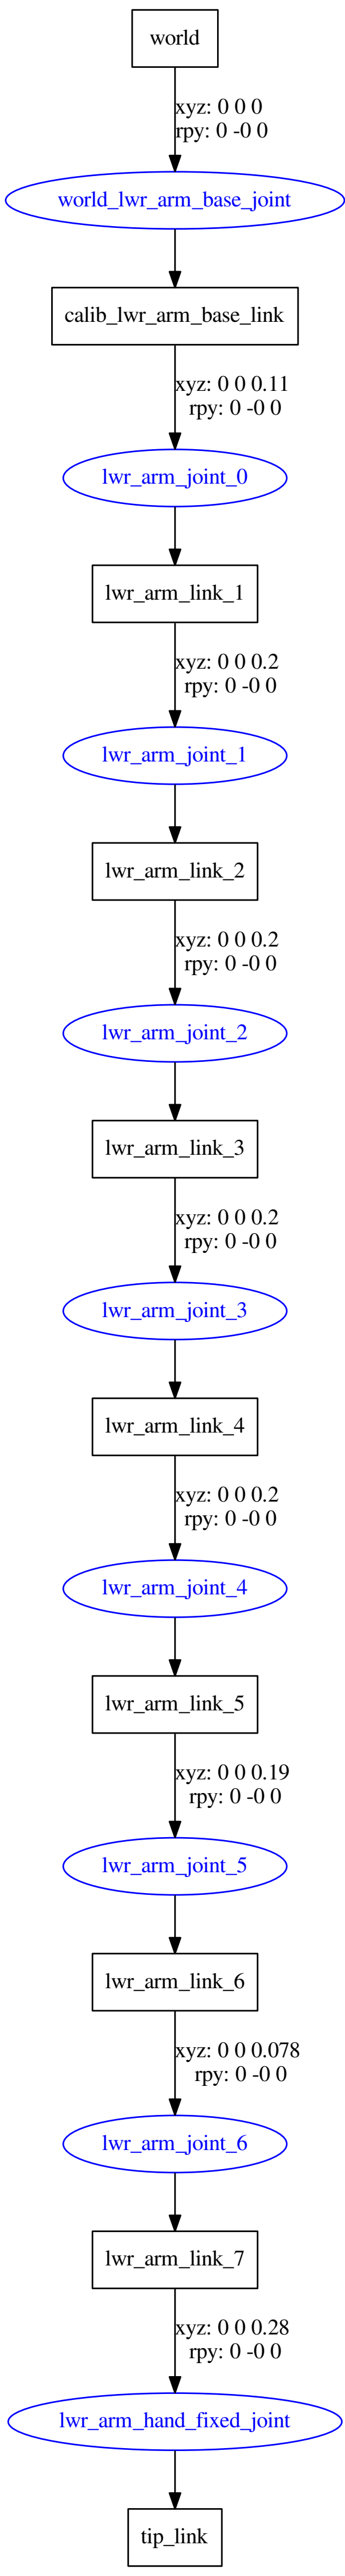 world
xyz: 0 0 0
rpy: 0 -0 0
world_lwr_arm_base_joint
calib_lwr_arm_base_link
xyz: 0 0 0.11
rpy: 0 -0 0
lwr_arm_joint_0
lwr_arm_link_1
xyz: 0 0 0.2
rpy: 0 -0 0
lwr_arm_joint_1
lwr_arm_link_2
xyz: 0 0 0.2
rpy: 0 -0 0
lwr_arm_joint_2
lwr_arm_link_3
xyz: 0 0 0.2
rpy: 0 -0 0
lwr_arm_joint_3
lwr_arm_link_4
xyz: 0 0 0.2
rpy: 0 -0 0
lwr_arm_joint_4
lwr_arm_link_5
xyz: 0 0 0.19
rpy: 0 -0 0
lwr_arm_joint_5
lwr_arm_link_6
xyz: 0 0 0.078
rpy: 0 -0 0
lwr_arm_joint_6
lwr_arm_link_7
xyz: 0 0 0.28
rpy: 0 -0 0
lwr_arm_hand_fixed_joint
tip_link